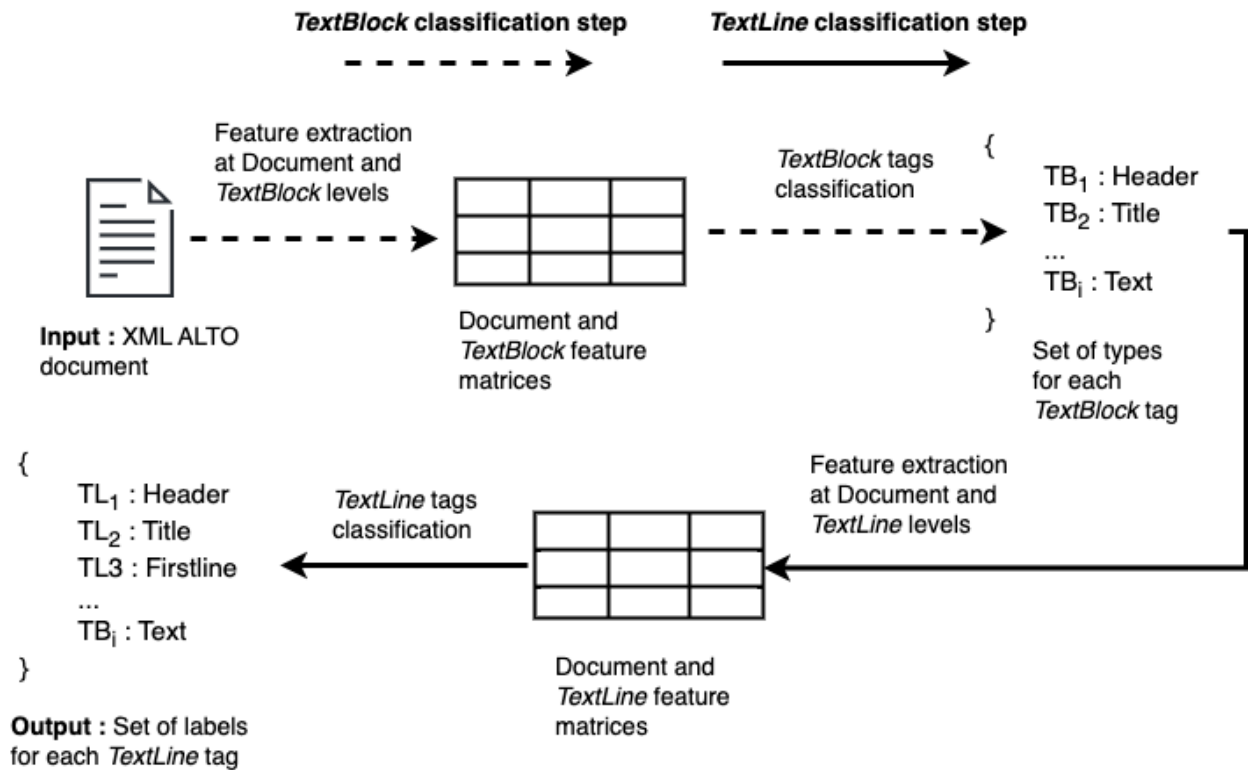 TextBlock classification step
TextLine classification step
Feature extraction
at Document and
TextBlock levels
TextBlock tags
classification
{
TB1 : Header
TB2 : Title
...
TBi : Text
}
Input : XML ALTO
document
Document and
TextBlock feature
matrices
Set of types
for each
TextBlock tag
Feature extraction
at Document and
TextLine levels
{
TL1 : Header
TL2 : Title
TL3 : Firstline
...
TBi : Text
}
TextLine tags
classification
Document and
TextLine feature
matrices
Output : Set of labels
for each TextLine tag